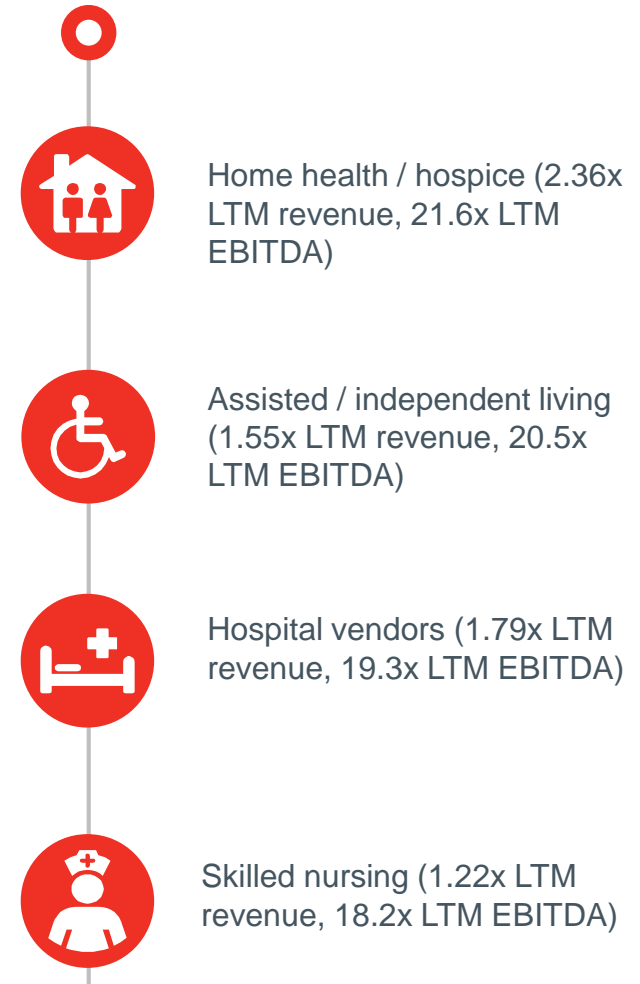 Home health / hospice (2.36x
LTM revenue, 21.6x LTM
EBITDA)
Assisted / independent living
(1.55x LTM revenue, 20.5x
LTM EBITDA)
Hospital vendors (1.79x LTM
revenue, 19.3x LTM EBITDA)
Skilled nursing (1.22x LTM
revenue, 18.2x LTM EBITDA)